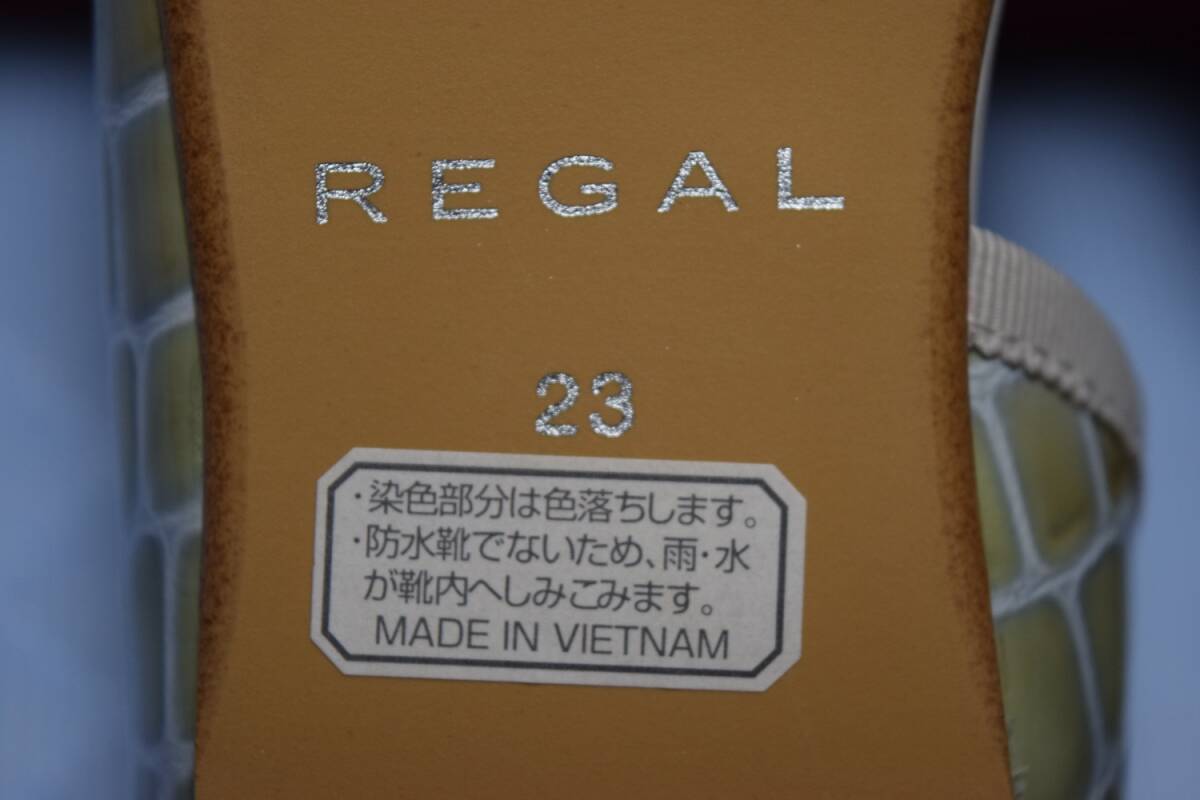 REGAL
23
・染色部分は色落ちします。
・防水靴でないため、雨・水
が靴内へしみこみます。
MADE IN VIETNAM